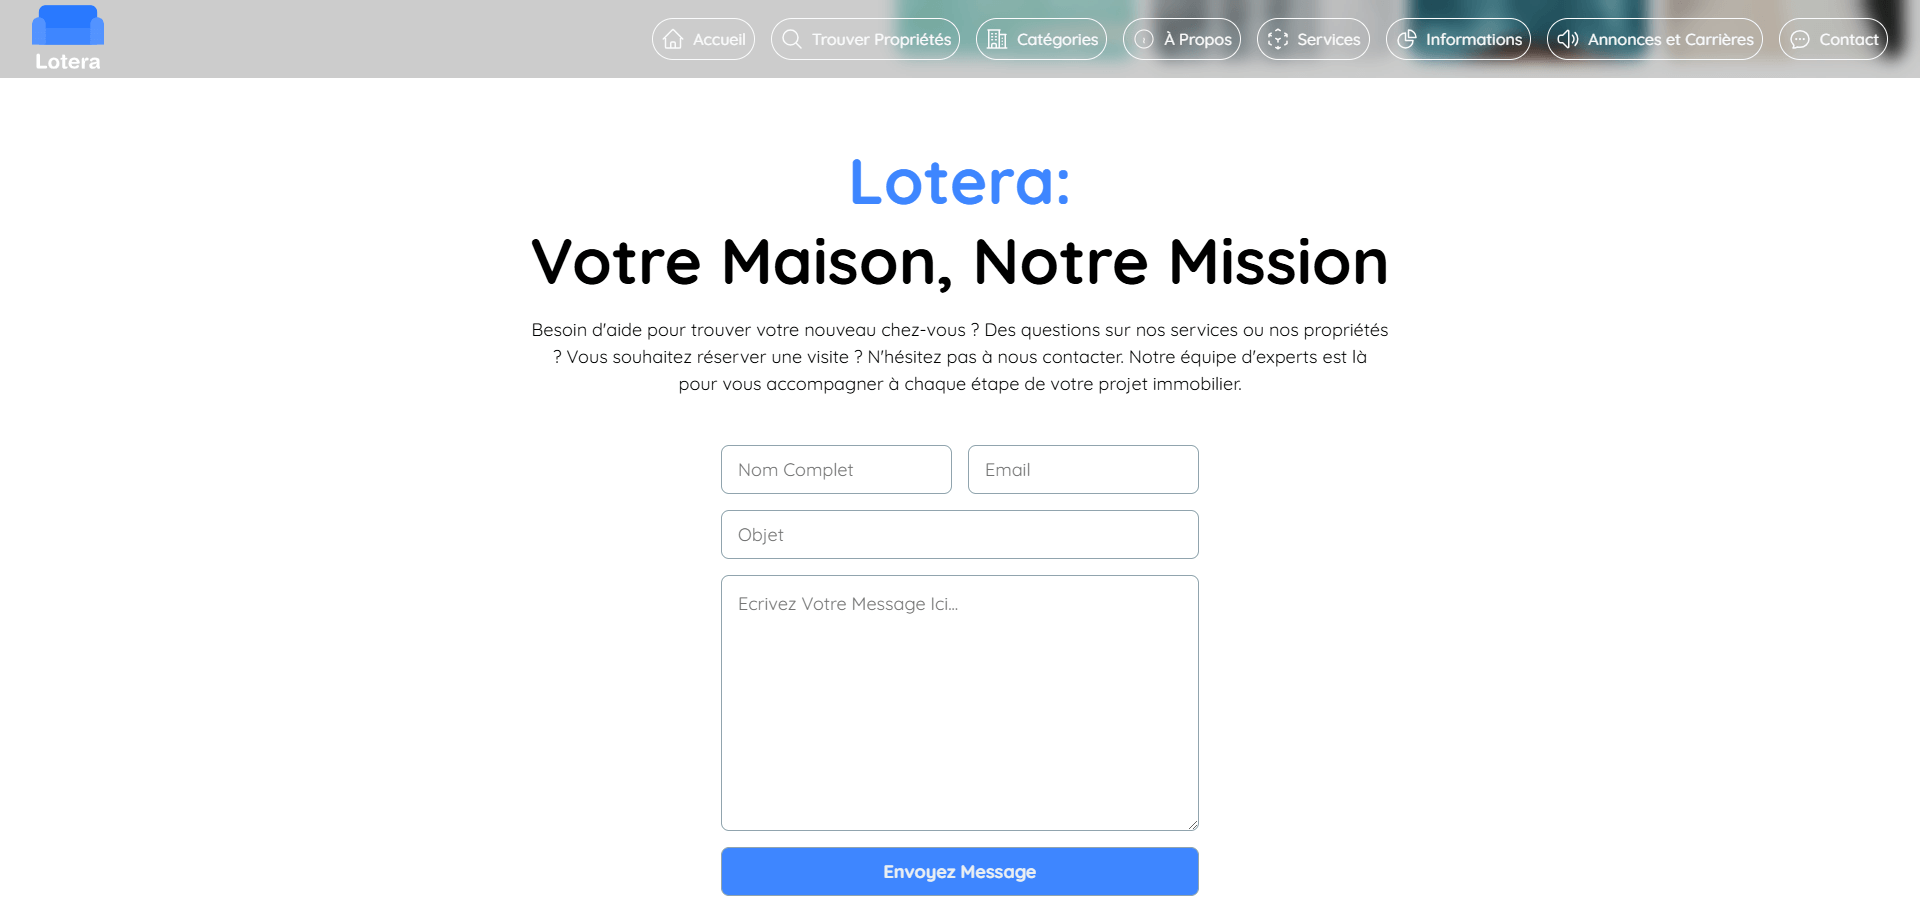 Lotera
Accueil
Trouver Propriétés
Catégories
À Propos
Services
Informations
Annonces et Carrières
Contact
Lotera:
Votre Maison, Notre Mission
Besoin d'aide pour trouver votre nouveau chez-vous ? Des questions sur nos services ou nos propriétés
? Vous souhaitez réserver une visite ? N'hésitez pas à nous contacter. Notre équipe d'experts est là
pour vous accompagner à chaque étape de votre projet immobilier.
Nom Complet
Email
Objet
Ecrivez Votre Message Ici...
Envoyez Message